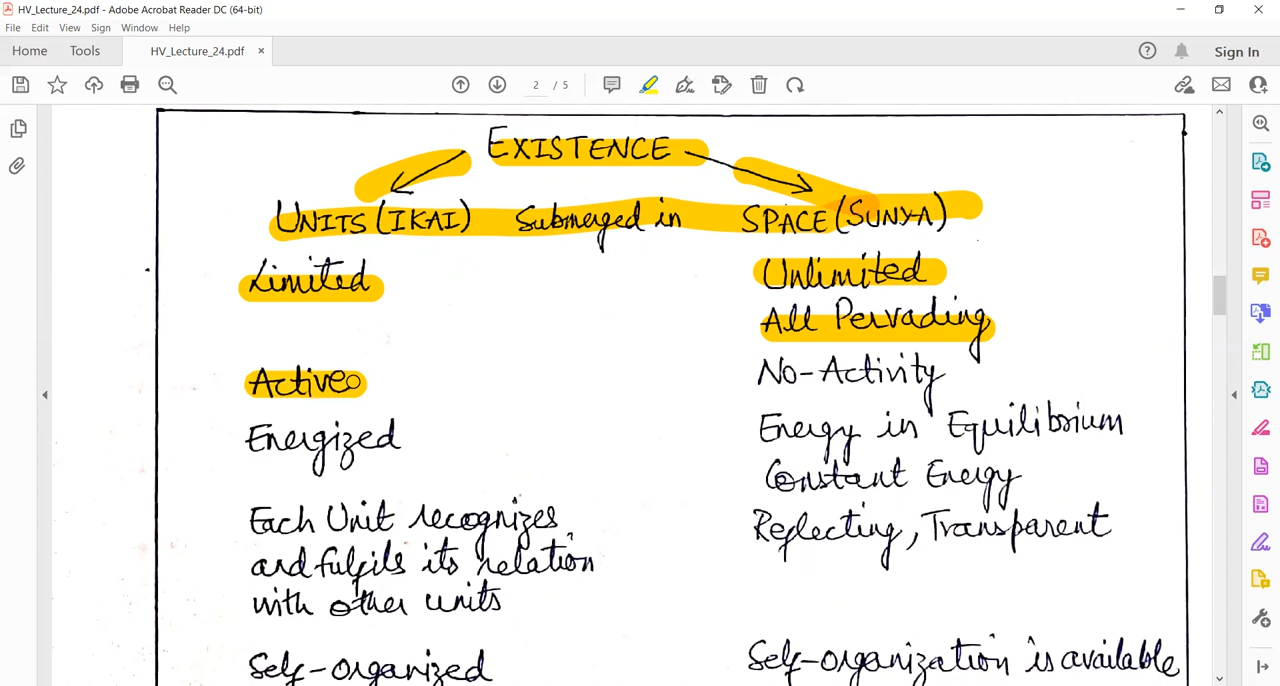 HV_Lecture_24.pdf - Adobe Acrobat Reader DC (64-bit)
File Edit View Sign Window Help
Home Tools HV_Lecture_24.pdf × Sign In
2 / 5
EXISTENCE
UNITS (IKAI) Submerged in SPACE (SUNYA)
Limited Unlimited
All Pervading
Active No-Activity
Energized Energy in Equilibrium
Constant Energy
Each Unit recognizes Reflecting, Transparent
and fulfils its relation
with other units
Self-organized Self-organization is available